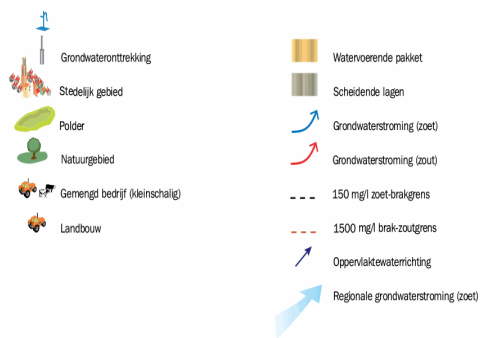 Grondwateronttrekking
Stedelijk gebied
Polder
Natuurgebied
Gemengd bedrijf (kleinschalig)
Landbouw
Watervoerende pakket
Scheidende lagen
Grondwaterstroming (zoet)
Grondwaterstroming (zout)
150 mg/l zoet-brakgrens
1500 mg/l brak-zoutgrens
Oppervlaktewaterrichting
Regionale grondwaterstroming (zoet)